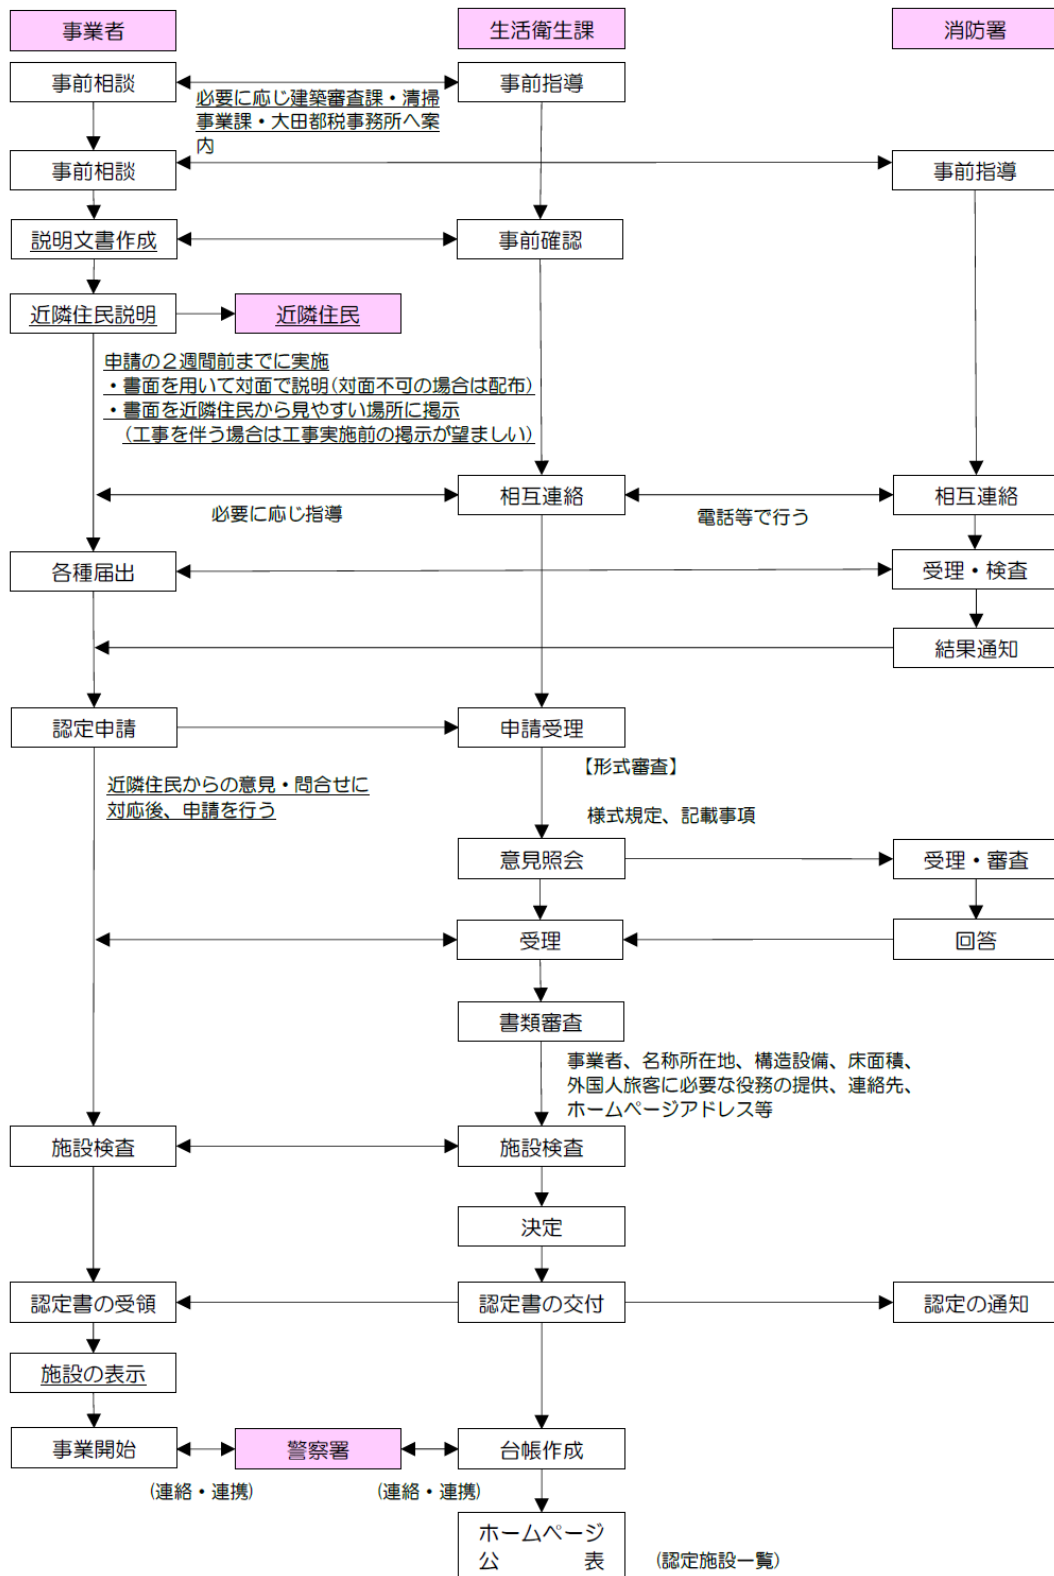 事業者
生活衛生課
消防署
事前相談
事前指導
必要に応じ建築審査課・清掃
事業課・大田都税事務所へ案
内
事前相談
事前指導
説明文書作成
事前確認
近隣住民説明
近隣住民
申請の２週間前までに実施
・書面を用いて対面で説明(対面不可の場合は配布)
・書面を近隣住民から見やすい場所に掲示
(工事を伴う場合は工事実施前の掲示が望ましい)
相互連絡
相互連絡
必要に応じ指導
電話等で行う
各種届出
受理・検査
結果通知
認定申請
申請受理
【形式審査】
近隣住民からの意見・問合せに
対応後、申請を行う
様式規定、記載事項
意見照会
受理・審査
受理
回答
書類審査
事業者、名称所在地、構造設備、床面積、
外国人旅客に必要な役務の提供、連絡先、
ホームページアドレス等
施設検査
施設検査
決定
認定書の受領
認定書の交付
認定の通知
施設の表示
事業開始
警察署
台帳作成
(連絡・連携)
(連絡・連携)
ホームページ
公　　　表
(認定施設一覧)